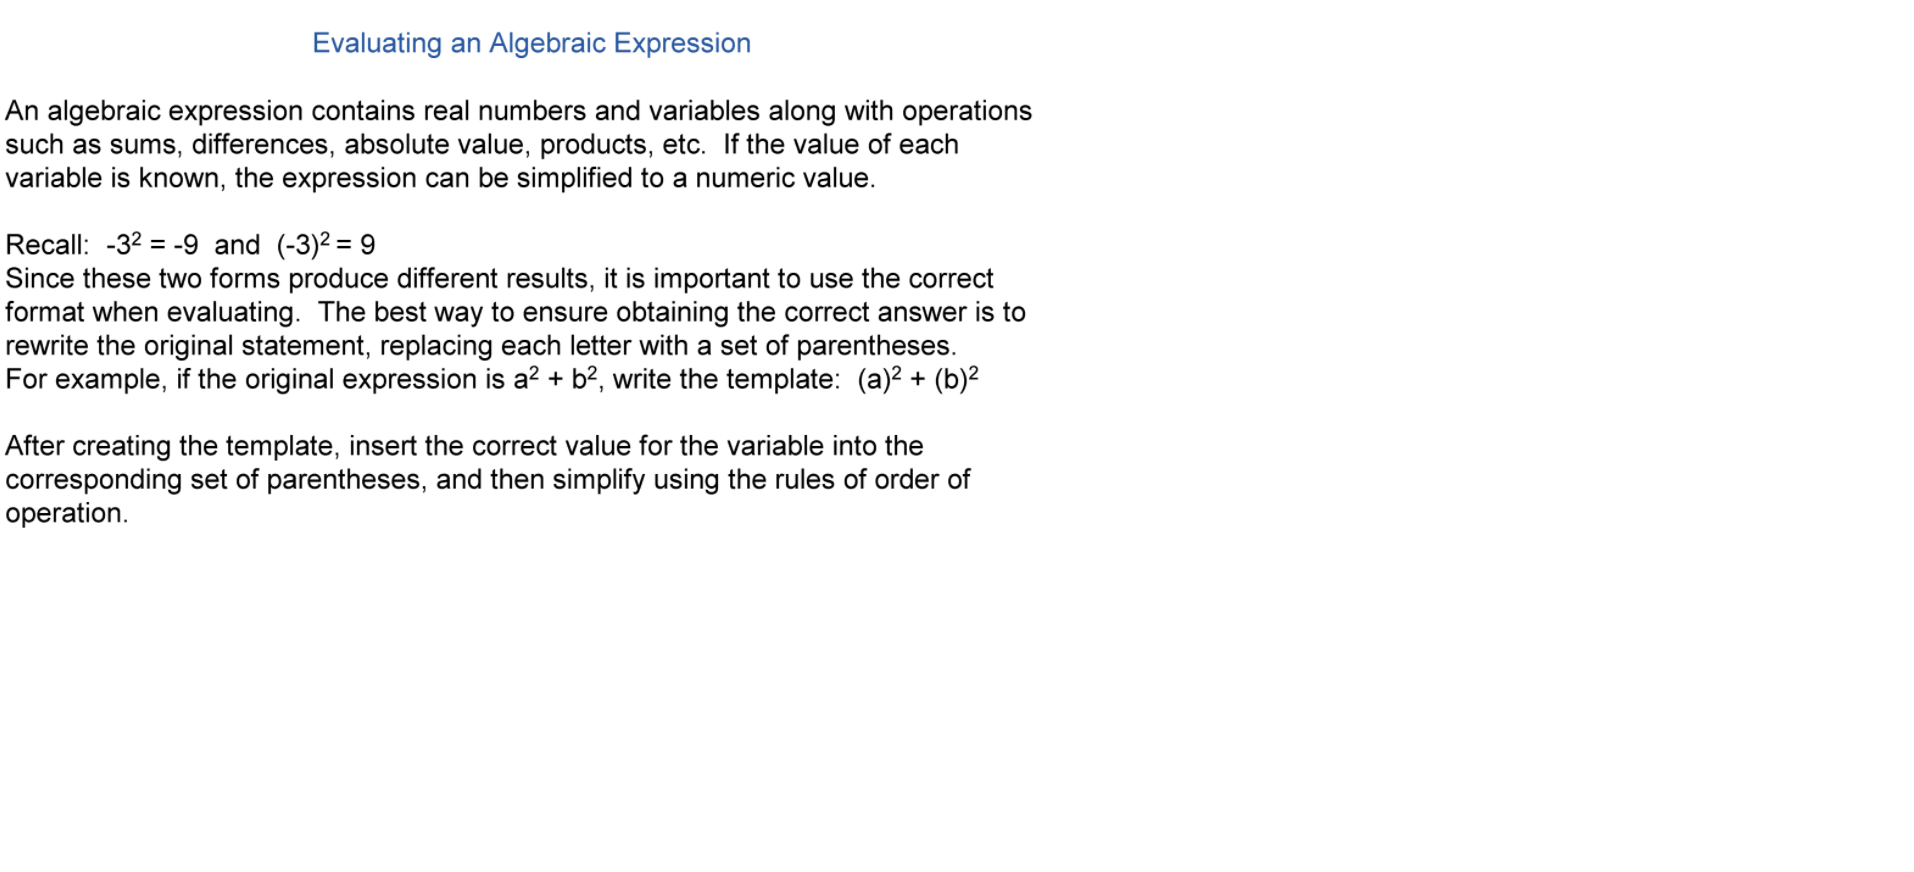 Evaluating an Algebraic Expression
An algebraic expression contains real numbers and variables along with operations
such as sums, differences, absolute value, products, etc.  If the value of each
variable is known, the expression can be simplified to a numeric value.
Recall:  -3² = -9  and  (-3)² = 9
Since these two forms produce different results, it is important to use the correct
format when evaluating.  The best way to ensure obtaining the correct answer is to
rewrite the original statement, replacing each letter with a set of parentheses.
For example, if the original expression is a² + b², write the template:  (a)² + (b)²
After creating the template, insert the correct value for the variable into the
corresponding set of parentheses, and then simplify using the rules of order of
operation.